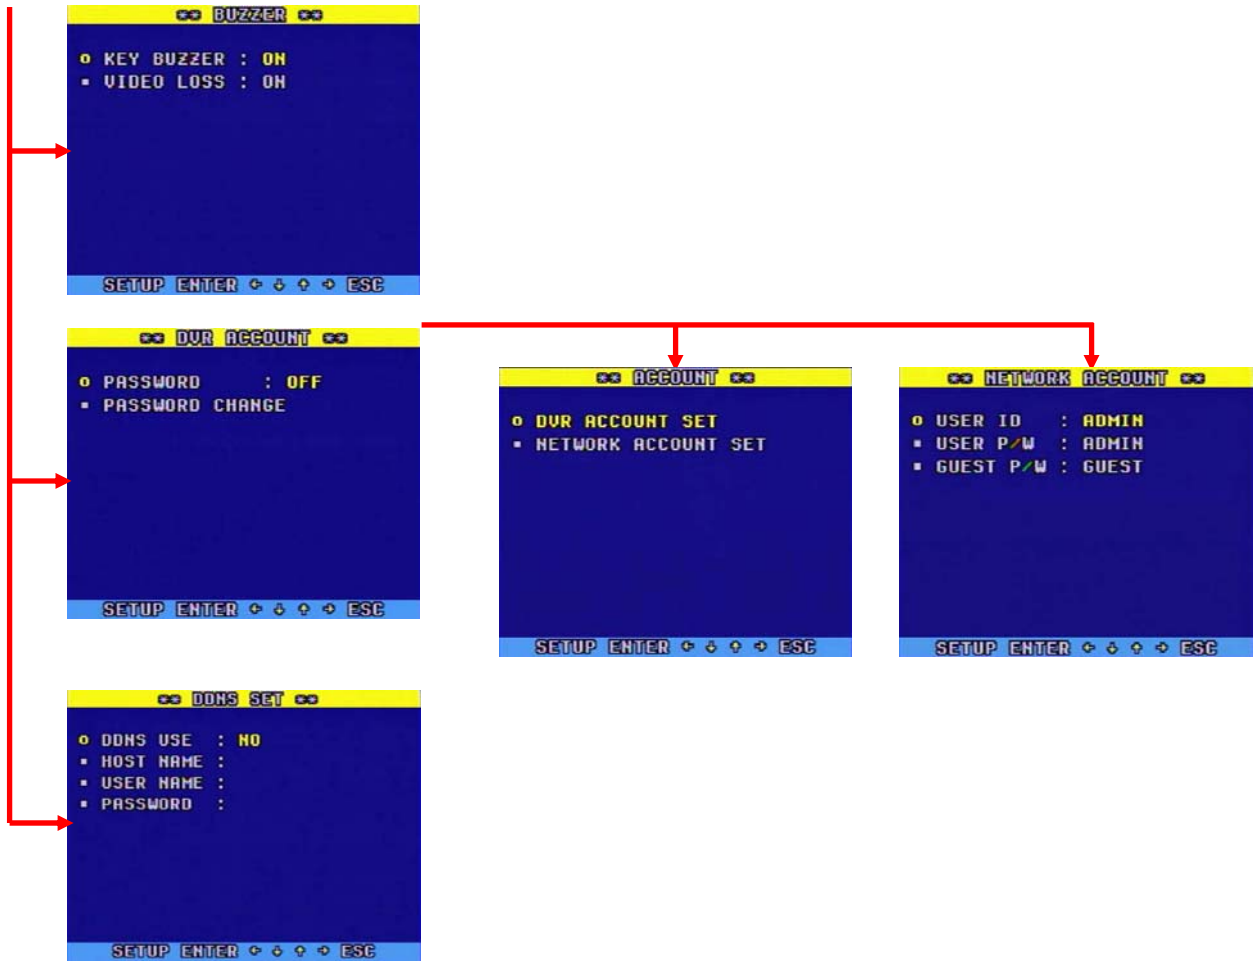 ** BUZZER **
KEY BUZZER : ON
VIDEO LOSS : ON
SETUP ENTER ← ↓ ↑ → ESC
** DVR ACCOUNT **
PASSWORD : OFF
PASSWORD CHANGE
SETUP ENTER ← ↓ ↑ → ESC
** ACCOUNT **
DVR ACCOUNT SET
NETWORK ACCOUNT SET
SETUP ENTER ← ↓ ↑ → ESC
** NETWORK ACCOUNT **
USER ID : ADMIN
USER P/W : ADMIN
GUEST P/W : GUEST
SETUP ENTER ← ↓ ↑ → ESC
** DDNS SET **
DDNS USE : NO
HOST NAME :
USER NAME :
PASSWORD :
SETUP ENTER ← ↓ ↑ → ESC